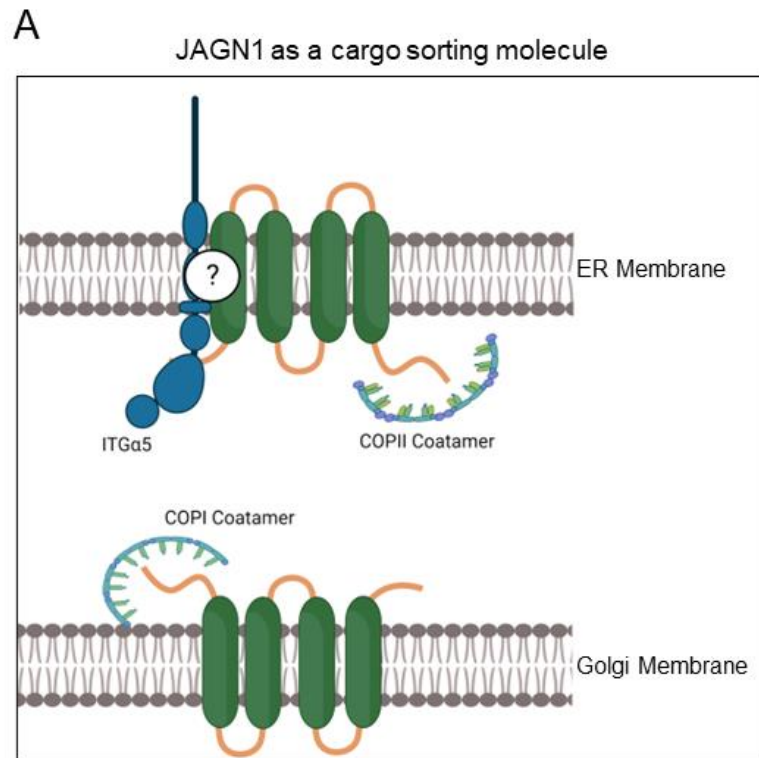 A
JAGN1 as a cargo sorting molecule
?
ER Membrane
ITGα5
COPII Coatamer
COPI Coatamer
Golgi Membrane